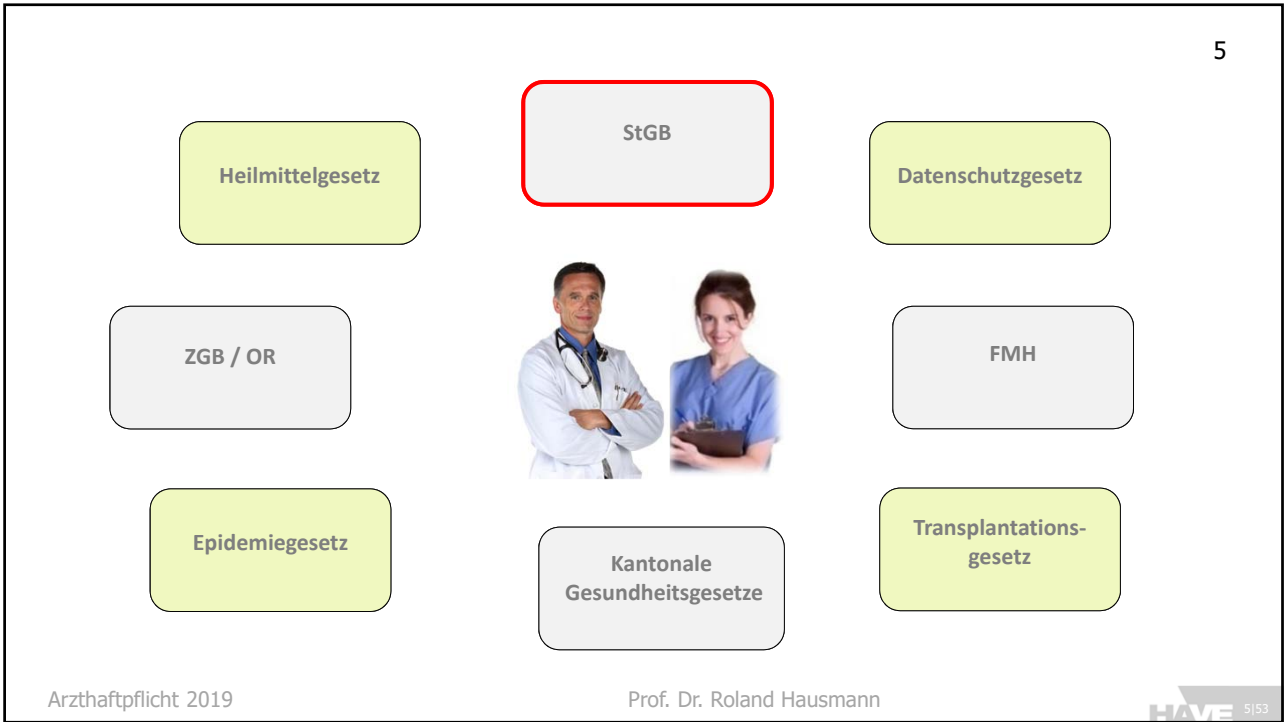 5
StGB
Heilmittelgesetz
Datenschutzgesetz
ZGB / OR
FMH
Epidemiegesetz
Kantonale
Gesundheitsgesetze
Transplantations-
gesetz
Arzthaftpflicht 2019
Prof. Dr. Roland Hausmann
HAVE
5|53